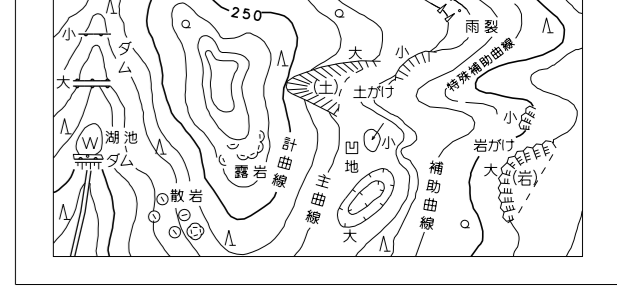 250
小
ダム
大
湖池
ダム
W
大
小
雨裂
特殊補助曲線
(土)
土がけ
小
岩がけ
大
(岩)
計曲線
主曲線
凹地
小
大
補助曲線
露岩
散岩